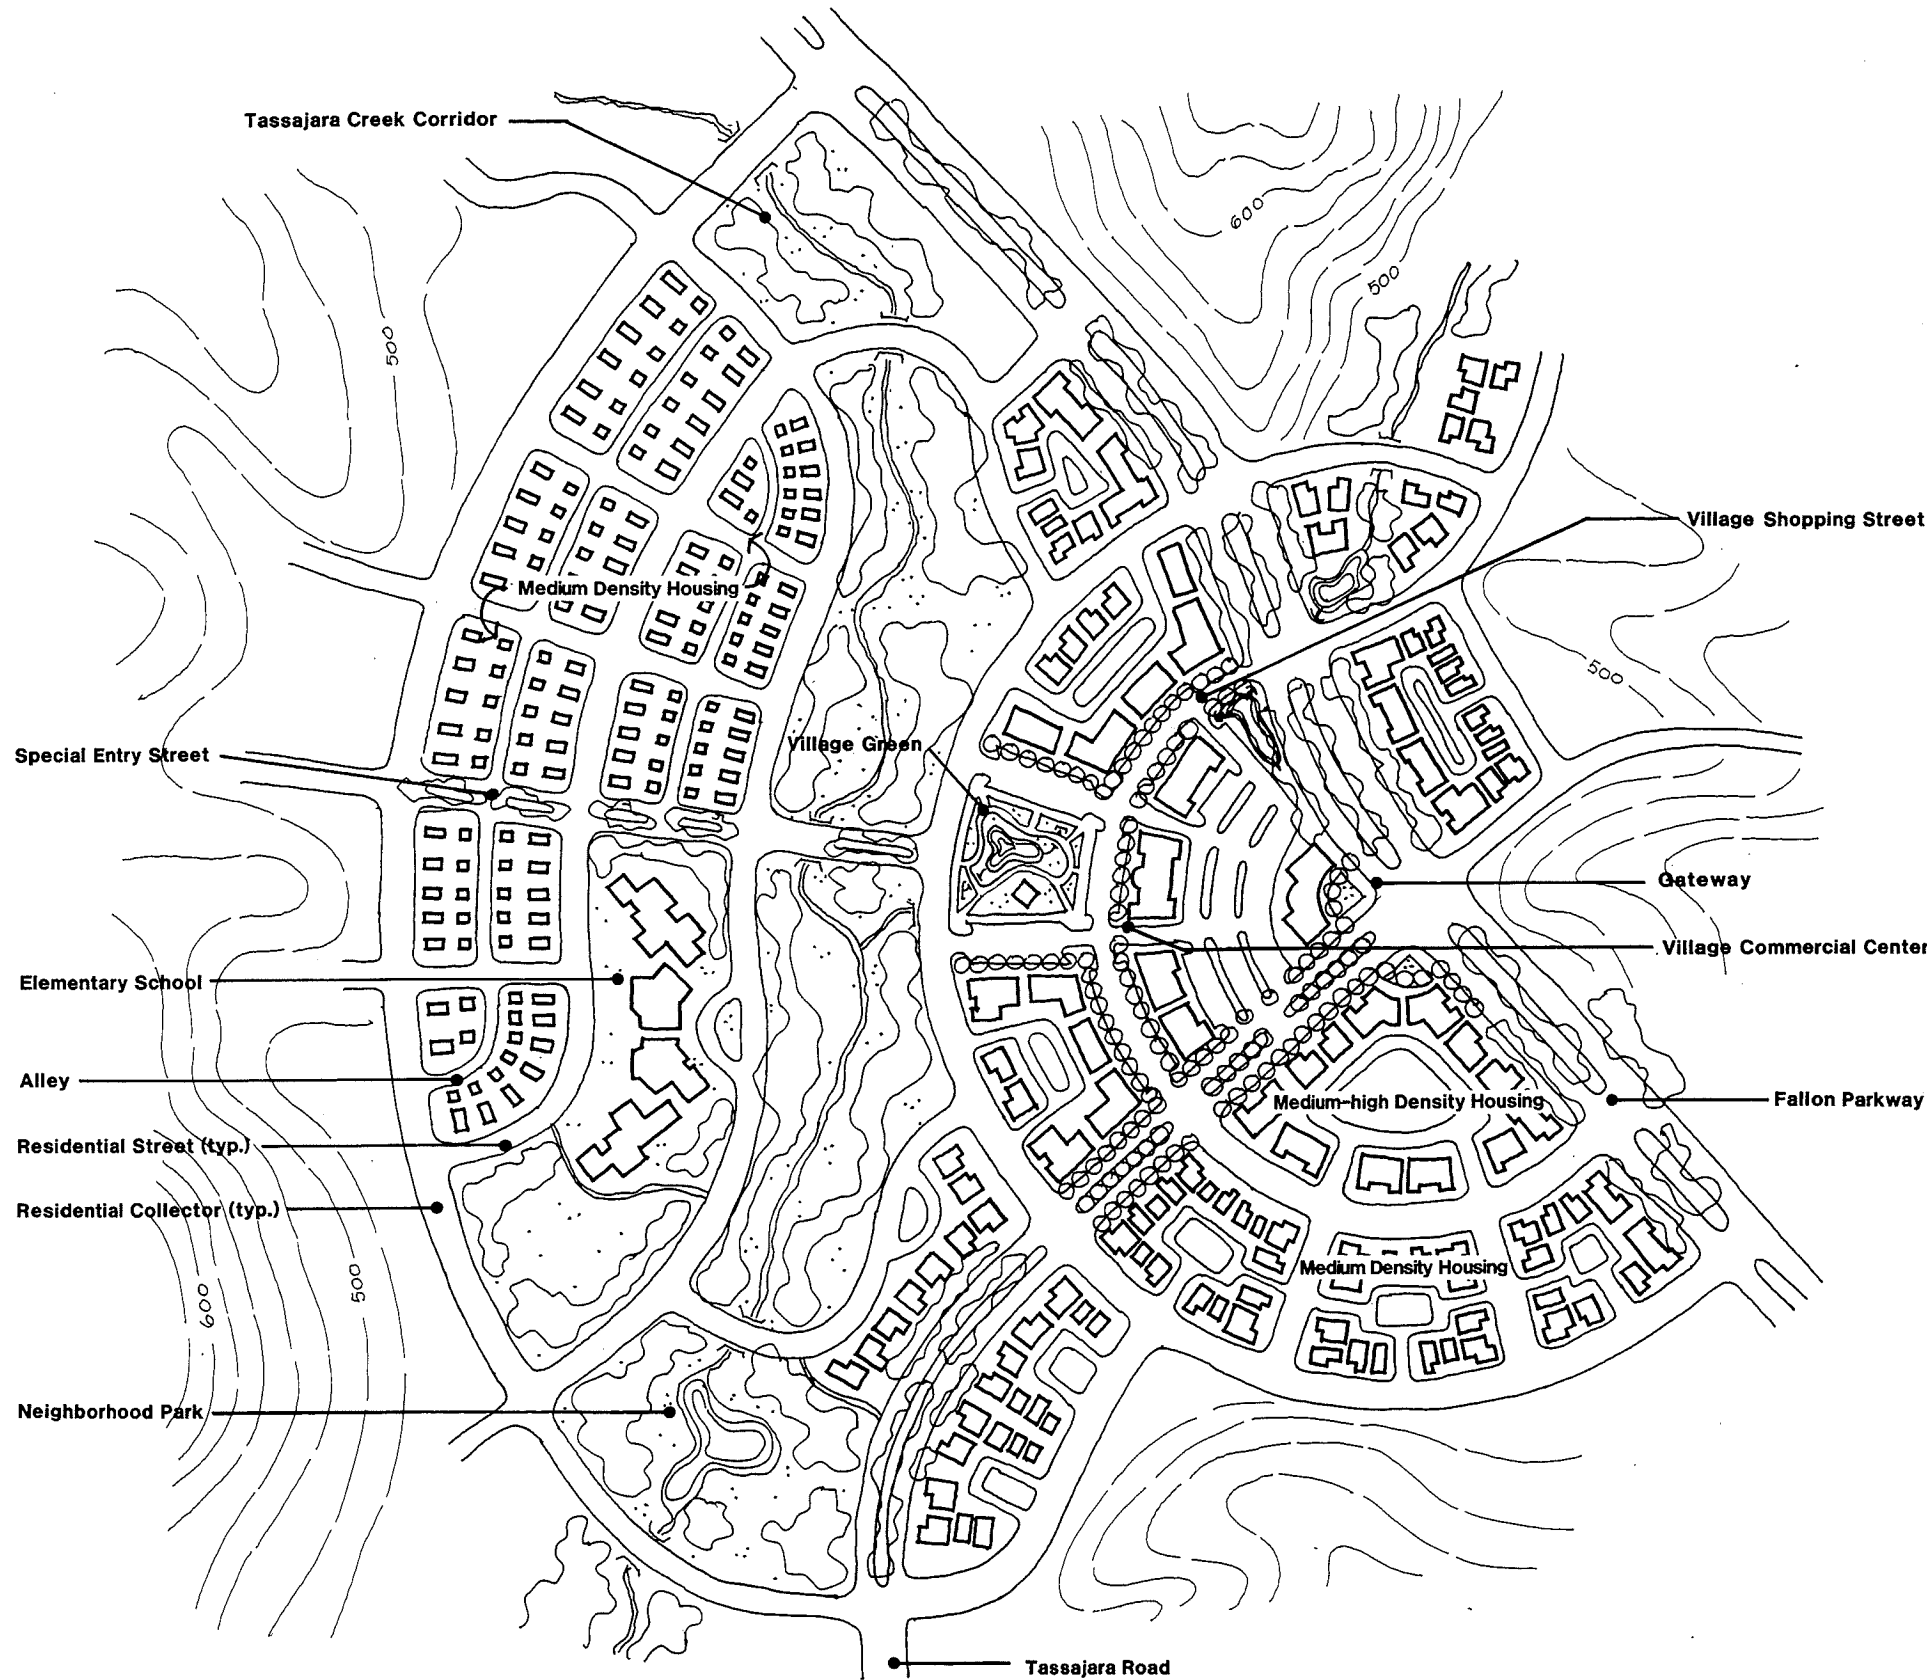 Tassajara Creek Corridor
600
500
500
Village Shopping Street
Medium Density Housing
500
Village Green
Special Entry Street
Gateway
Village Commercial Center
Elementary School
Alley
Medium-high Density Housing
Fallon Parkway
Residential Street (typ.)
Residential Collector (typ.)
Medium Density Housing
600
500
Neighborhood Park
Tassajara Road